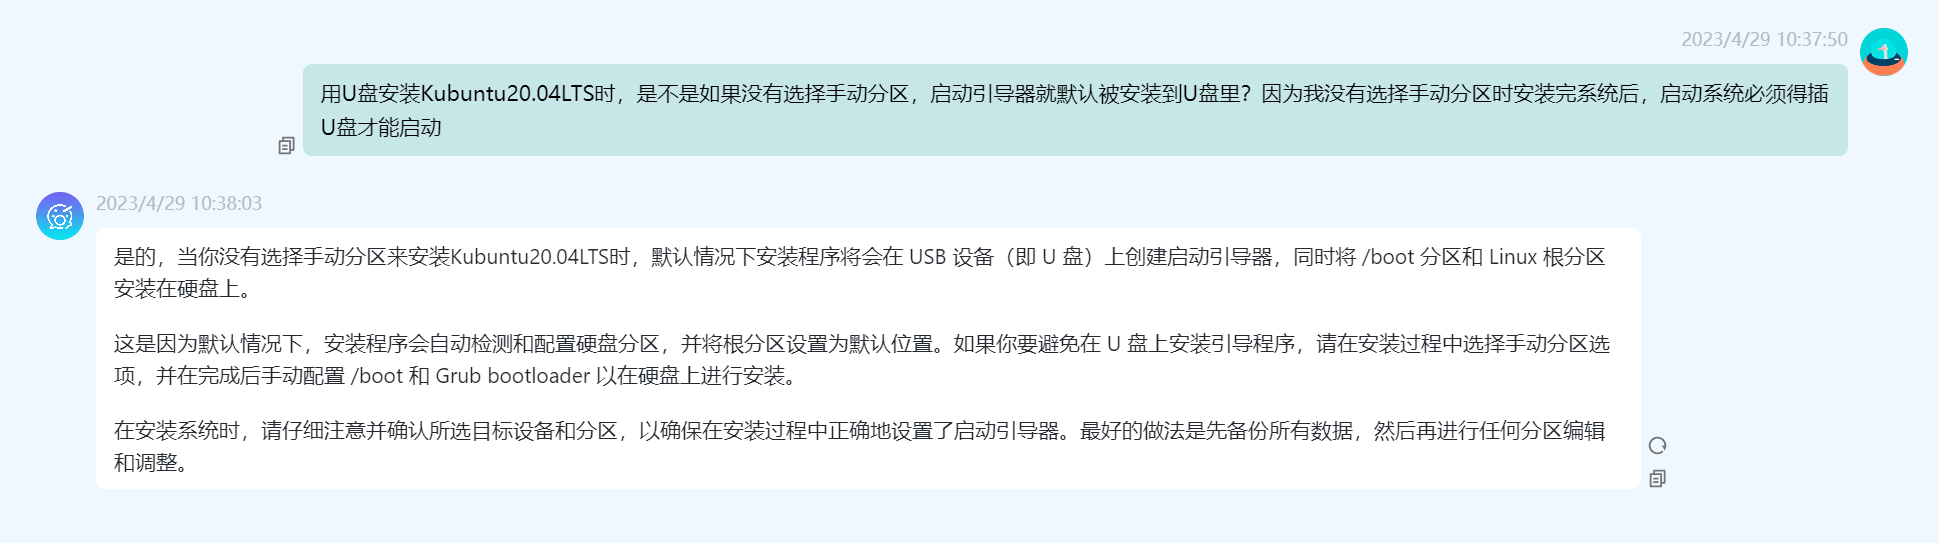 2023/4/29 10:37:50
用U盘安装Kubuntu20.04LTS时，是不是如果没有选择手动分区，启动引导器就默认被安装到U盘里？因为我没有选择手动分区时安装完系统后，启动系统必须得插
U盘才能启动
2023/4/29 10:38:03
是的，当你没有选择手动分区来安装Kubuntu20.04LTS时，默认情况下安装程序将会在 USB 设备（即 U 盘）上创建启动引导器，同时将 /boot 分区和 Linux 根分区
安装在硬盘上。
这是因为默认情况下，安装程序会自动检测和配置硬盘分区，并将根分区设置为默认位置。如果你要避免在 U 盘上安装引导程序，请在安装过程中选择手动分区选
项，并在完成后手动配置 /boot 和 Grub bootloader 以在硬盘上进行安装。
在安装系统时，请仔细注意并确认所选目标设备和分区，以确保在安装过程中正确地设置了启动引导器。最好的做法是先备份所有数据，然后再进行任何分区编辑
和调整。